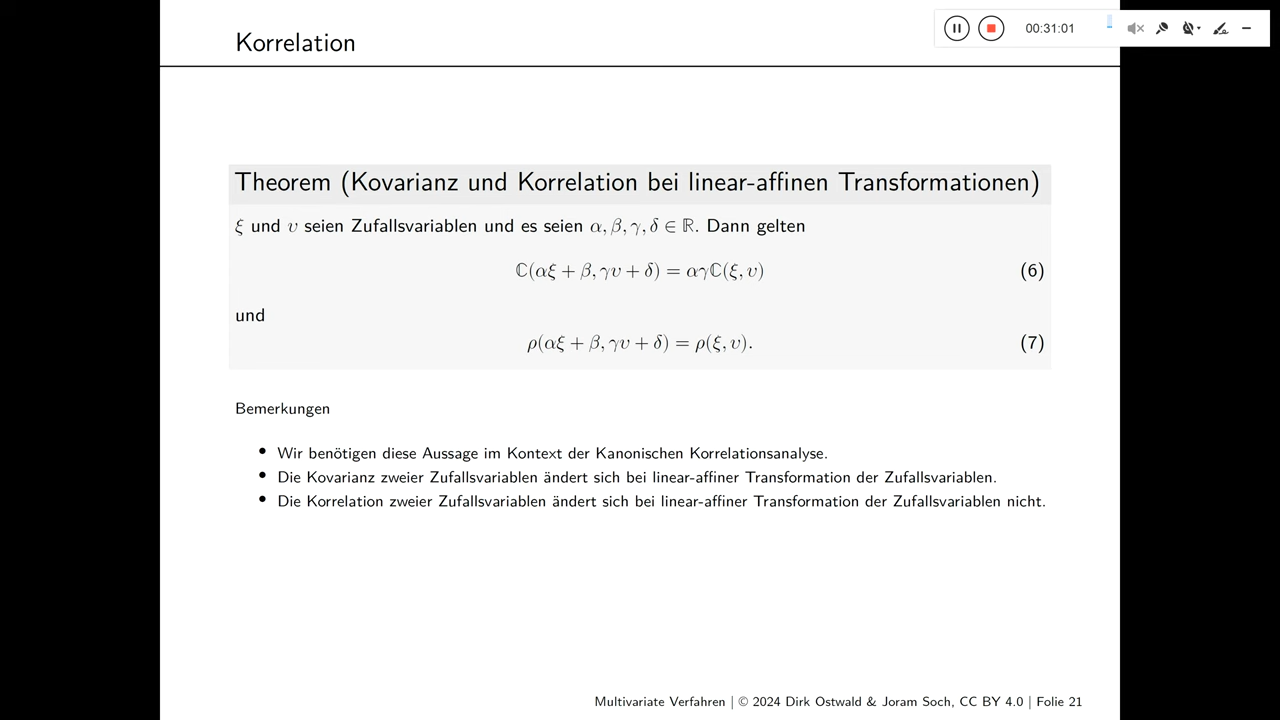 Korrelation
00:31:01
Theorem (Kovarianz und Korrelation bei linear-affinen Transformationen)
ξ und υ seien Zufallsvariablen und es seien α, β, γ, δ ∈ ℝ. Dann gelten
ℂ(αξ + β, γυ + δ) = αγℂ(ξ, υ) (6)
und
ρ(αξ + β, γυ + δ) = ρ(ξ, υ). (7)
Bemerkungen
• Wir benötigen diese Aussage im Kontext der Kanonischen Korrelationsanalyse.
• Die Kovarianz zweier Zufallsvariablen ändert sich bei linear-affiner Transformation der Zufallsvariablen.
• Die Korrelation zweier Zufallsvariablen ändert sich bei linear-affiner Transformation der Zufallsvariablen nicht.
Multivariate Verfahren | © 2024 Dirk Ostwald & Joram Soch, CC BY 4.0 | Folie 21